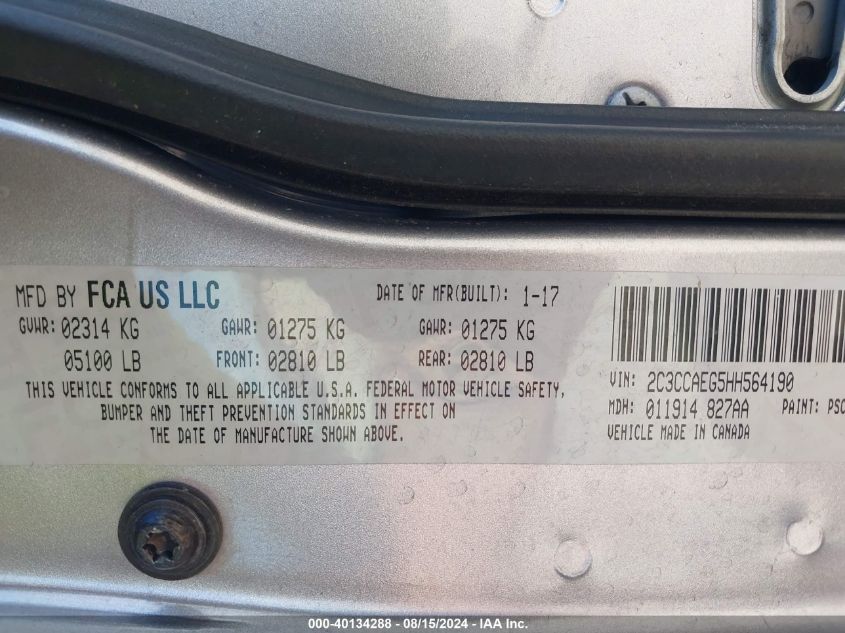 MFD BY FCA US LLC DATE OF MFR(BUILT): 1-17
GVWR: 02314 KG GAWR: 01275 KG GAWR: 01275 KG
05100 LB FRONT: 02810 LB REAR: 02810 LB
THIS VEHICLE CONFORMS TO ALL APPLICABLE U.S.A. FEDERAL MOTOR VEHICLE SAFETY,
BUMPER AND THEFT PREVENTION STANDARDS IN EFFECT ON
THE DATE OF MANUFACTURE SHOWN ABOVE.
VIN: 2C3CCAEG5HH564190
MDH: 011914 827AA PAINT: PSC
VEHICLE MADE IN CANADA
000-40134288 - 08/15/2024 - IAA Inc.